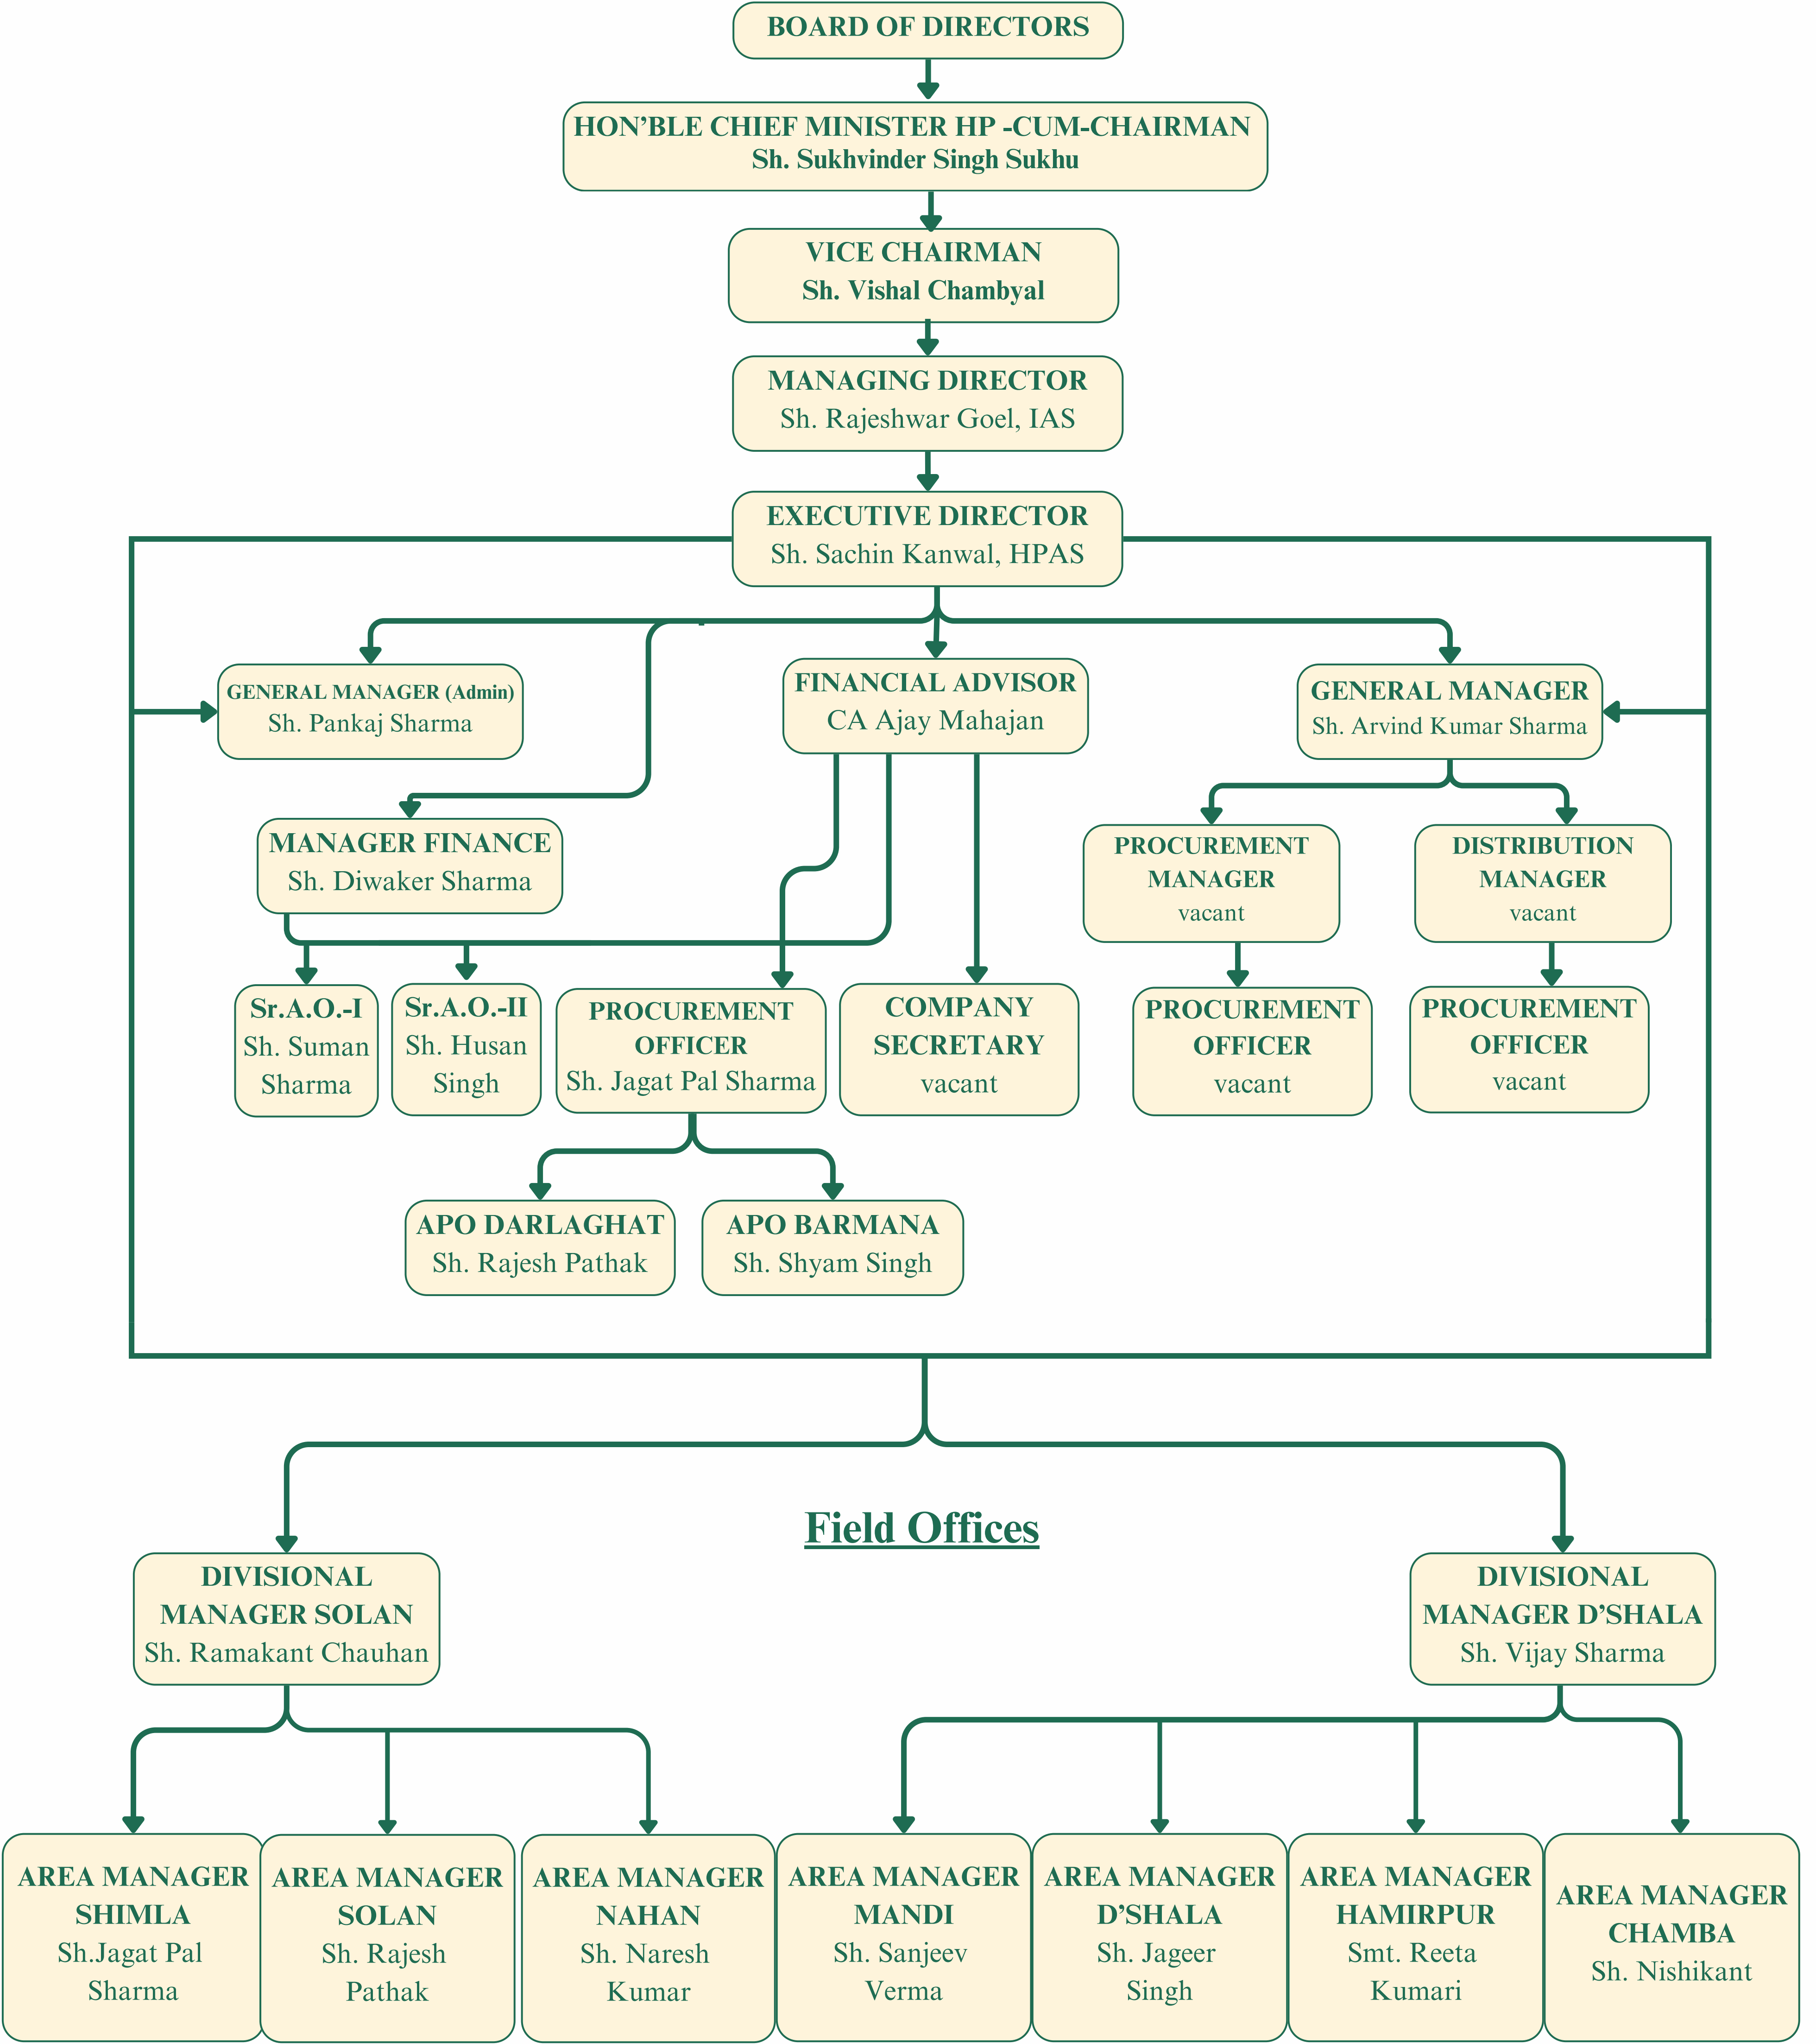 BOARD OF DIRECTORS
HON'BLE CHIEF MINISTER HP -CUM-CHAIRMAN
Sh. Sukhvinder Singh Sukhu
VICE CHAIRMAN
Sh. Vishal Chambyal
MANAGING DIRECTOR
Sh. Rajeshwar Goel, IAS
EXECUTIVE DIRECTOR
Sh. Sachin Kanwal, HPAS
GENERAL MANAGER (Admin)
Sh. Pankaj Sharma
FINANCIAL ADVISOR
CA Ajay Mahajan
GENERAL MANAGER
Sh. Arvind Kumar Sharma
MANAGER FINANCE
Sh. Diwaker Sharma
PROCUREMENT
MANAGER
vacant
DISTRIBUTION
MANAGER
vacant
Sr.A.O.-I
Sh. Suman
Sharma
Sr.A.O.-II
Sh. Husan
Singh
PROCUREMENT
OFFICER
Sh. Jagat Pal Sharma
COMPANY
SECRETARY
vacant
PROCUREMENT
OFFICER
vacant
PROCUREMENT
OFFICER
vacant
APO DARLAGHAT
Sh. Rajesh Pathak
APO BARMANA
Sh. Shyam Singh
Field Offices
DIVISIONAL
MANAGER SOLAN
Sh. Ramakant Chauhan
DIVISIONAL
MANAGER D'SHALA
Sh. Vijay Sharma
AREA MANAGER
SHIMLA
Sh.Jagat Pal
Sharma
AREA MANAGER
SOLAN
Sh. Rajesh
Pathak
AREA MANAGER
NAHAN
Sh. Naresh
Kumar
AREA MANAGER
MANDI
Sh. Sanjeev
Verma
AREA MANAGER
D'SHALA
Sh. Jageer
Singh
AREA MANAGER
HAMIRPUR
Smt. Reeta
Kumari
AREA MANAGER
CHAMBA
Sh. Nishikant